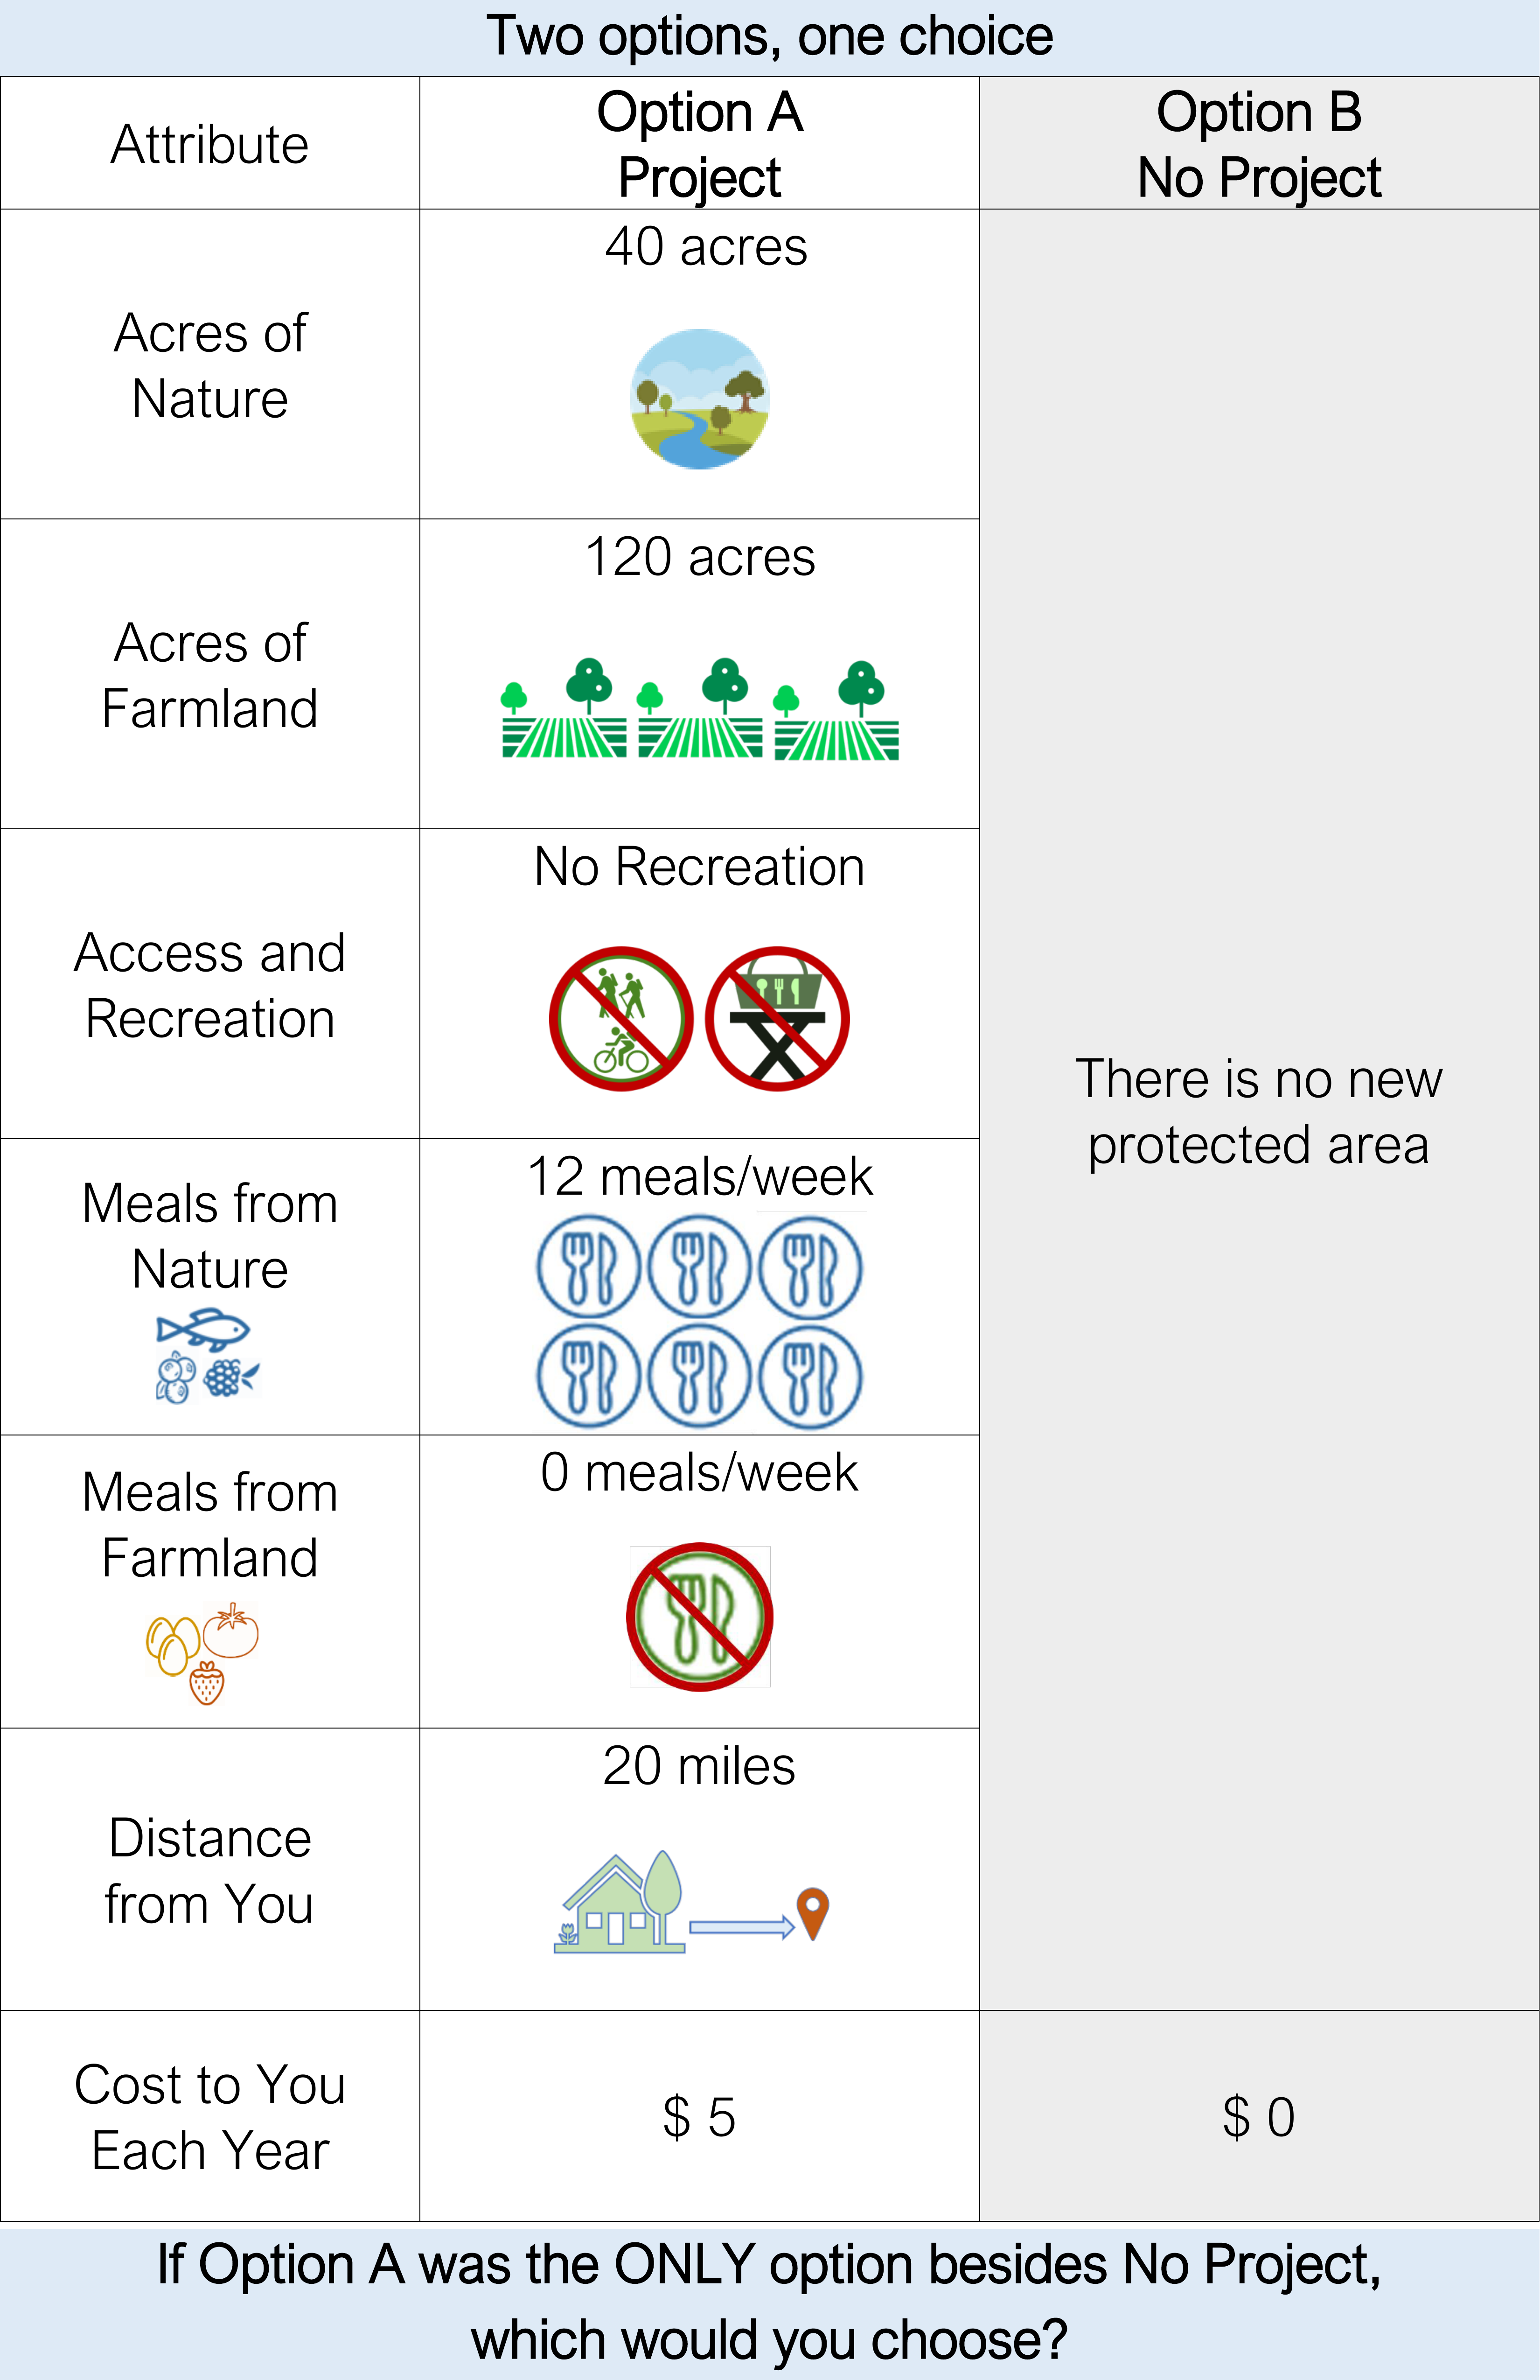 Two options, one choice
Attribute
Option A
Project
Option B
No Project
Acres of
Nature
40 acres
Acres of
Farmland
120 acres
Access and
Recreation
No Recreation
Meals from
Nature
12 meals/week
Meals from
Farmland
0 meals/week
Distance
from You
20 miles
There is no new
protected area
Cost to You
Each Year
$ 5
$ 0
If Option A was the ONLY option besides No Project,
which would you choose?